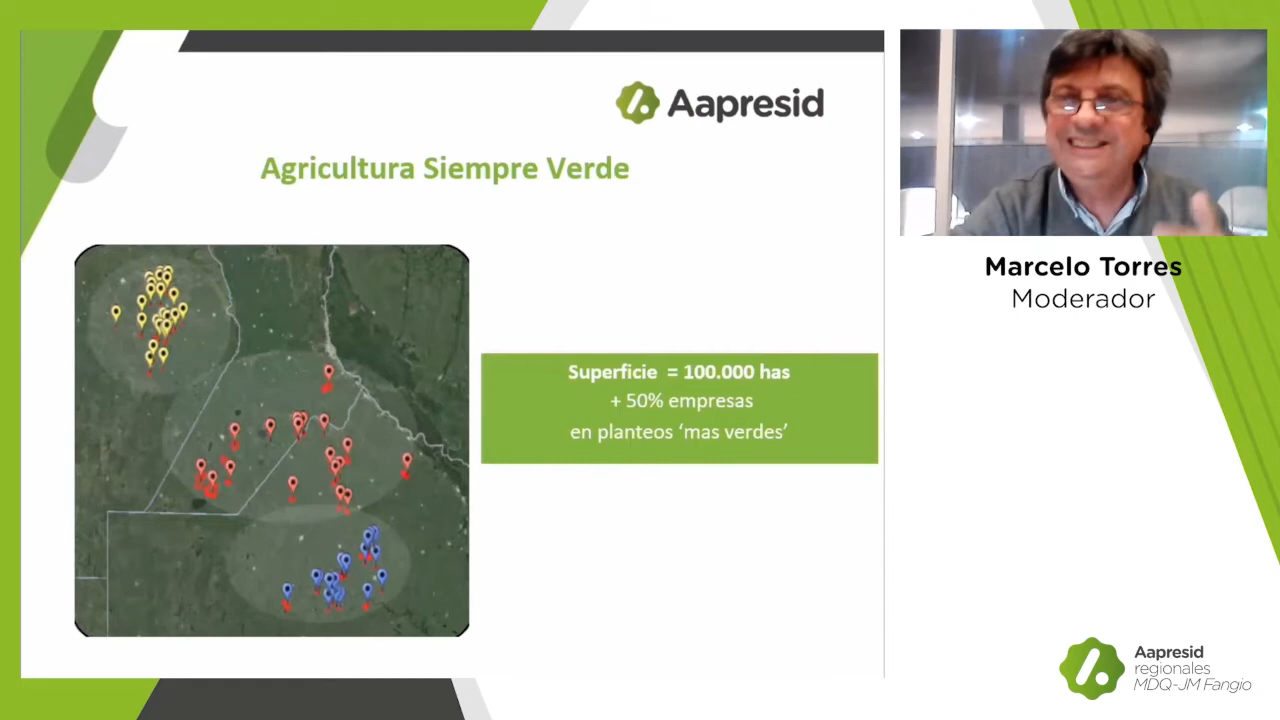 Aapresid
Agricultura Siempre Verde
Superficie = 100.000 has
+ 50% empresas
en planteos ‘mas verdes’
Marcelo Torres
Moderador
Aapresid
regionales
MDQ-JM Fangio